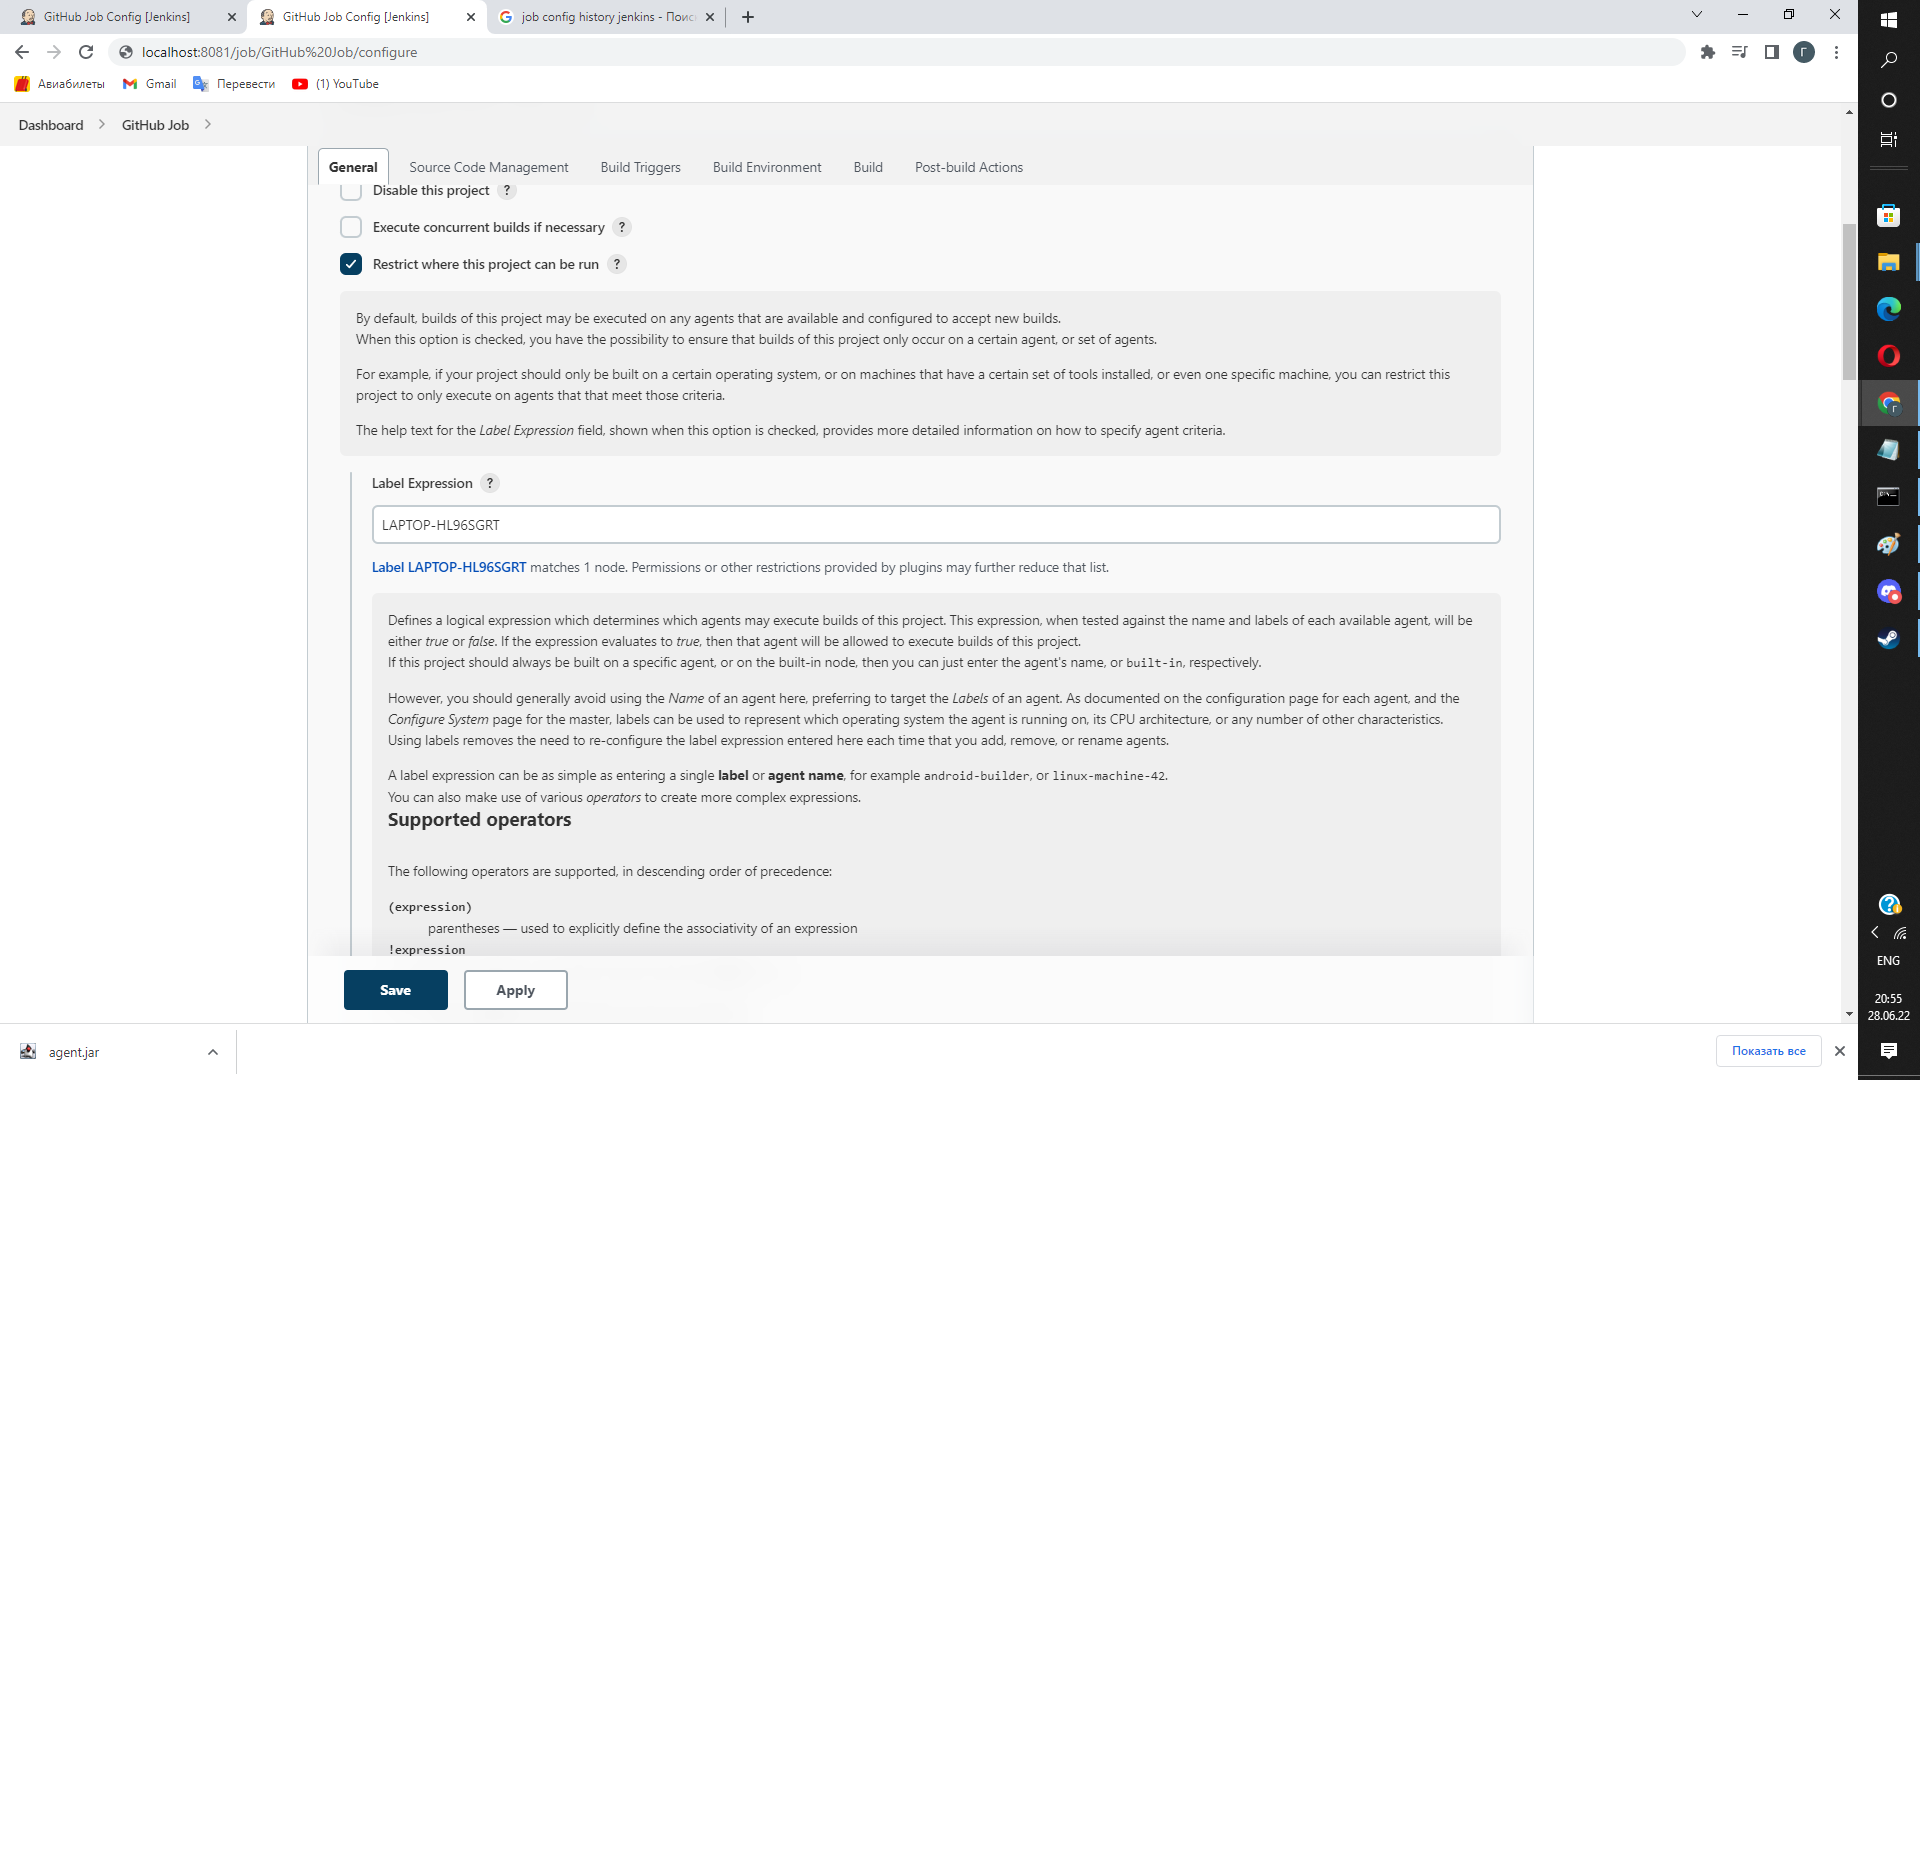 GitHub Job Config [Jenkins]
GitHub Job Config [Jenkins]
job config history jenkins - Поис
localhost:8081/job/GitHub%20Job/configure
Г
Авиабилеты
Gmail
Перевести
(1) YouTube
Dashboard
GitHub Job
General
Source Code Management
Build Triggers
Build Environment
Build
Post-build Actions
Disable this project ?
Execute concurrent builds if necessary ?
Restrict where this project can be run ?
By default, builds of this project may be executed on any agents that are available and configured to accept new builds.
When this option is checked, you have the possibility to ensure that builds of this project only occur on a certain agent, or set of agents.
For example, if your project should only be built on a certain operating system, or on machines that have a certain set of tools installed, or even one specific machine, you can restrict this
project to only execute on agents that that meet those criteria.
The help text for the Label Expression field, shown when this option is checked, provides more detailed information on how to specify agent criteria.
Label Expression ?
LAPTOP-HL96SGRT
Label LAPTOP-HL96SGRT matches 1 node. Permissions or other restrictions provided by plugins may further reduce that list.
Defines a logical expression which determines which agents may execute builds of this project. This expression, when tested against the name and labels of each available agent, will be
either true or false. If the expression evaluates to true, then that agent will be allowed to execute builds of this project.
If this project should always be built on a specific agent, or on the built-in node, then you can just enter the agent's name, or built-in, respectively.
However, you should generally avoid using the Name of an agent here, preferring to target the Labels of an agent. As documented on the configuration page for each agent, and the
Configure System page for the master, labels can be used to represent which operating system the agent is running on, its CPU architecture, or any number of other characteristics.
Using labels removes the need to re-configure the label expression entered here each time that you add, remove, or rename agents.
A label expression can be as simple as entering a single label or agent name, for example android-builder, or linux-machine-42.
You can also make use of various operators to create more complex expressions.
Supported operators
The following operators are supported, in descending order of precedence:
(expression)
parentheses — used to explicitly define the associativity of an expression
!expression
Save
Apply
agent.jar
Показать все
ENG
20:55
28.06.22